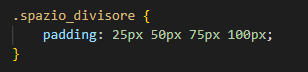 .spazio_divisore {
    padding: 25px 50px 75px 100px;
}